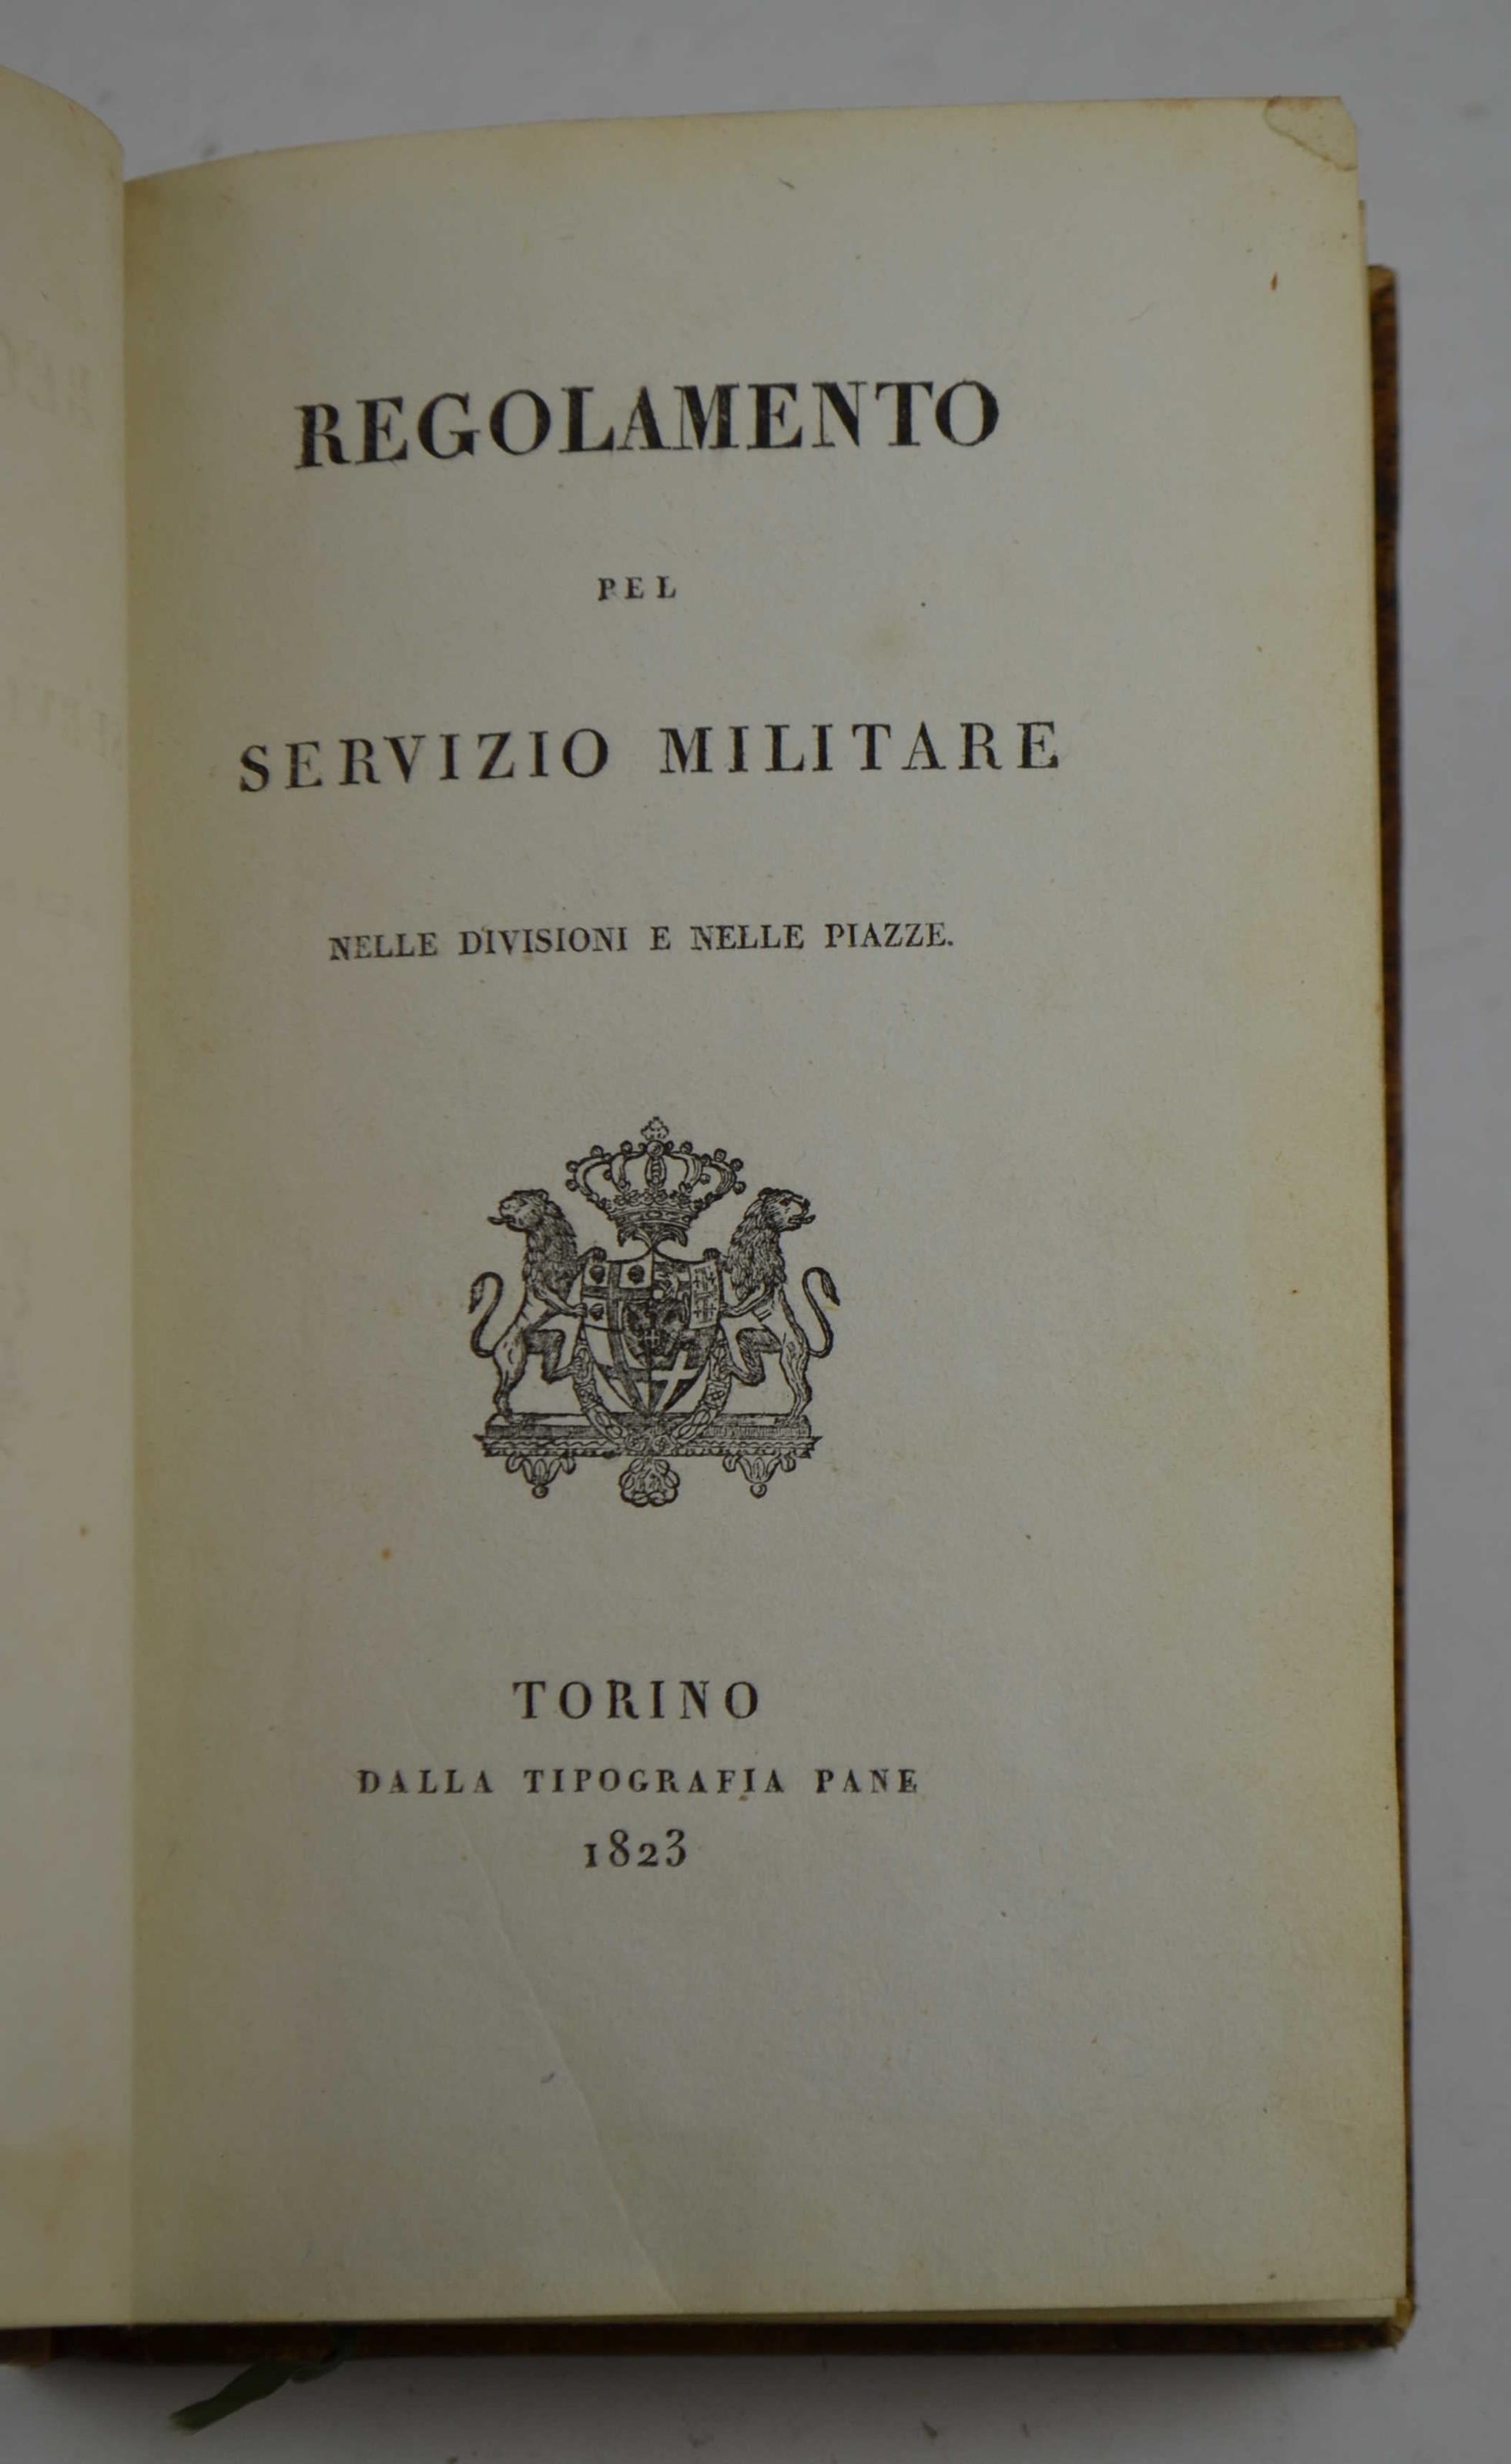 REGOLAMENTO
PEL
SERVIZIO MILITARE
NELLE DIVISIONI E NELLE PIAZZE.
TORINO
DALLA TIPOGRAFIA PANE
1823